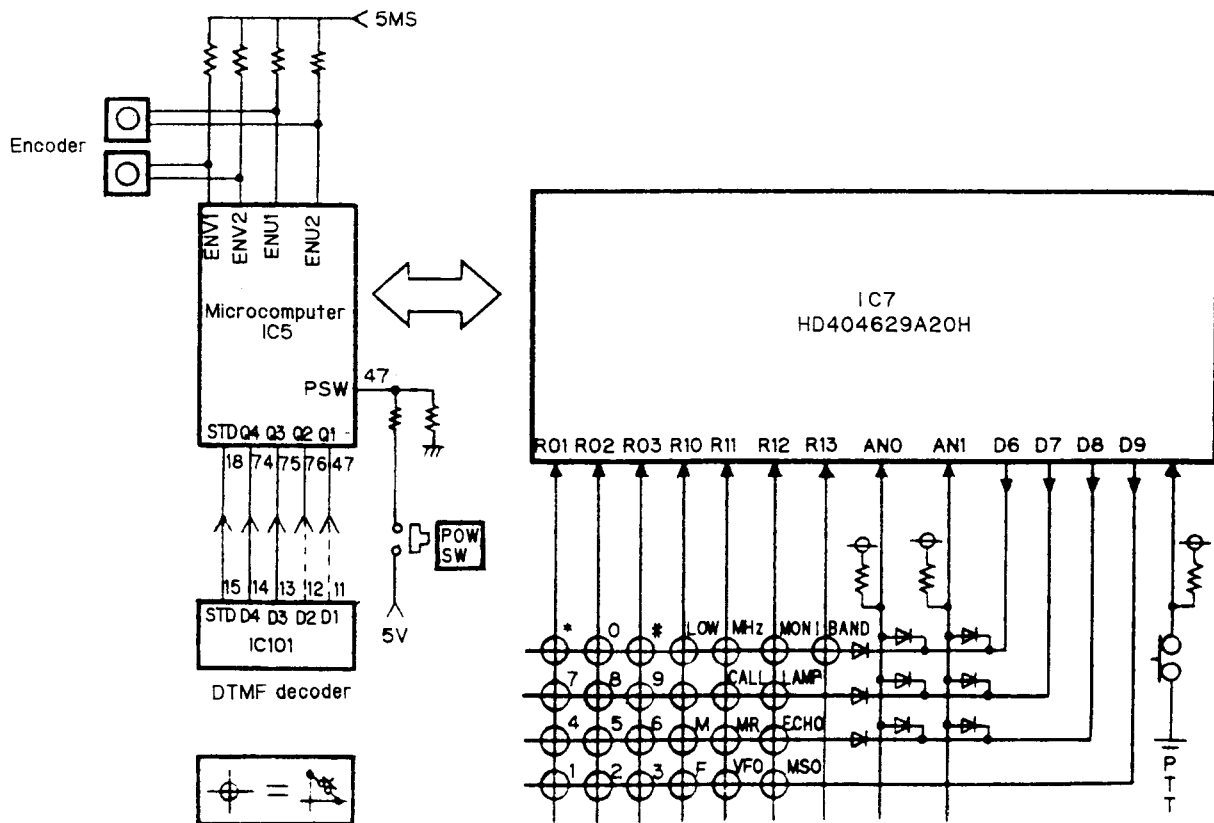 5MS
Encoder
ENV1 ENV2 ENU1 ENU2
Microcomputer
IC5
PSW 47
STD Q4 Q3 Q2 Q1
18 74 75 76 47
POW
SW
5V
15 14 13 12 11
STD D4 D3 D2 D1
IC101
DTMF decoder
IC7
HD404629A20H
R01 R02 R03 R10 R11 R12 R13 AN0 AN1 D6 D7 D8 D9
* 0 # LOW MHz MONI BAND
7 8 9 CALL LAMP
4 5 6 M MR ECHO
1 2 3 F VFO MSO
PTT
=